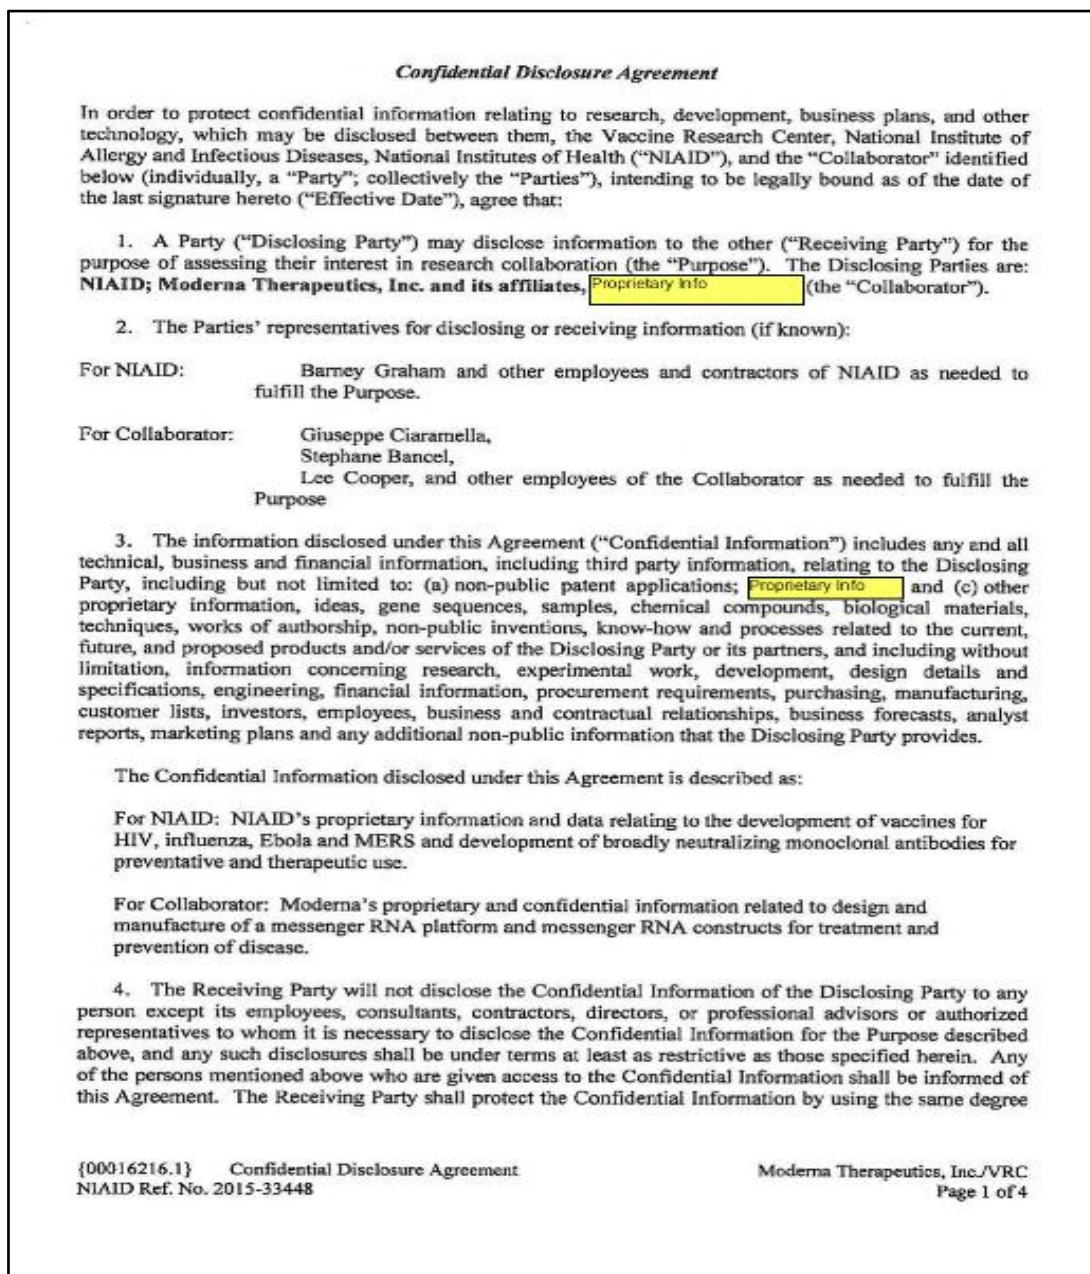 Confidential Disclosure Agreement
In order to protect confidential information relating to research, development, business plans, and other
technology, which may be disclosed between them, the Vaccine Research Center, National Institute of
Allergy and Infectious Diseases, National Institutes of Health (“NIAID”), and the “Collaborator” identified
below (individually, a “Party”; collectively the “Parties”), intending to be legally bound as of the date of
the last signature hereto (“Effective Date”), agree that:
1. A Party (“Disclosing Party”) may disclose information to the other (“Receiving Party”) for the
purpose of assessing their interest in research collaboration (the “Purpose”). The Disclosing Parties are:
NIAID; Moderna Therapeutics, Inc. and its affiliates, Proprietary Info (the “Collaborator”).
2. The Parties’ representatives for disclosing or receiving information (if known):
For NIAID: Barney Graham and other employees and contractors of NIAID as needed to
fulfill the Purpose.
For Collaborator: Giuseppe Ciaramella,
Stephane Bancel,
Lee Cooper, and other employees of the Collaborator as needed to fulfill the
Purpose
3. The information disclosed under this Agreement (“Confidential Information”) includes any and all
technical, business and financial information, including third party information, relating to the Disclosing
Party, including but not limited to: (a) non-public patent applications; Proprietary Info and (c) other
proprietary information, ideas, gene sequences, samples, chemical compounds, biological materials,
techniques, works of authorship, non-public inventions, know-how and processes related to the current,
future, and proposed products and/or services of the Disclosing Party or its partners, and including without
limitation, information concerning research, experimental work, development, design details and
specifications, engineering, financial information, procurement requirements, purchasing, manufacturing,
customer lists, investors, employees, business and contractual relationships, business forecasts, analyst
reports, marketing plans and any additional non-public information that the Disclosing Party provides.
The Confidential Information disclosed under this Agreement is described as:
For NIAID: NIAID’s proprietary information and data relating to the development of vaccines for
HIV, influenza, Ebola and MERS and development of broadly neutralizing monoclonal antibodies for
preventative and therapeutic use.
For Collaborator: Moderna’s proprietary and confidential information related to design and
manufacture of a messenger RNA platform and messenger RNA constructs for treatment and
prevention of disease.
4. The Receiving Party will not disclose the Confidential Information of the Disclosing Party to any
person except its employees, consultants, contractors, directors, or professional advisors or authorized
representatives to whom it is necessary to disclose the Confidential Information for the Purpose described
above, and any such disclosures shall be under terms at least as restrictive as those specified herein. Any
of the persons mentioned above who are given access to the Confidential Information shall be informed of
this Agreement. The Receiving Party shall protect the Confidential Information by using the same degree
{00016216.1} Confidential Disclosure Agreement Moderna Therapeutics, Inc./VRC
NIAID Ref. No. 2015-33448 Page 1 of 4